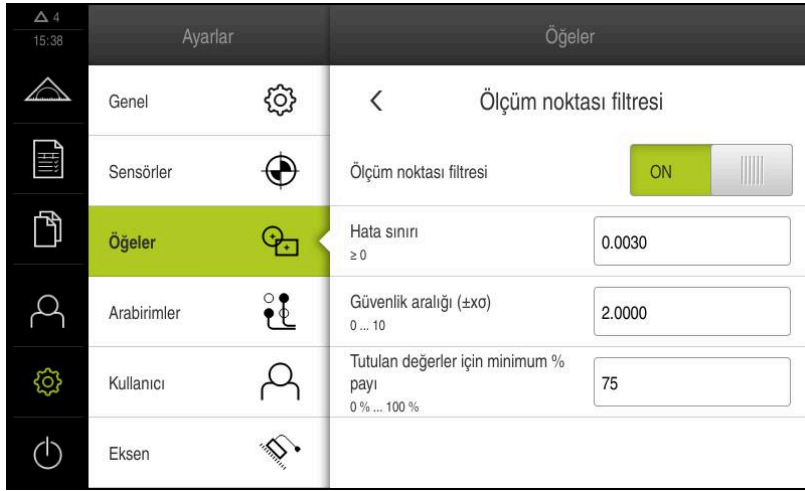 4
15:38
Ayarlar
Öğeler
Genel
Sensörler
Öğeler
Arabirimler
Kullanıcı
Eksen
Ölçüm noktası filtresi
Ölçüm noktası filtresi
ON
Hata sınırı
≥ 0
0.0030
Güvenlik aralığı (±xσ)
0 ... 10
2.0000
Tutulan değerler için minimum %
payı
0 % ... 100 %
75